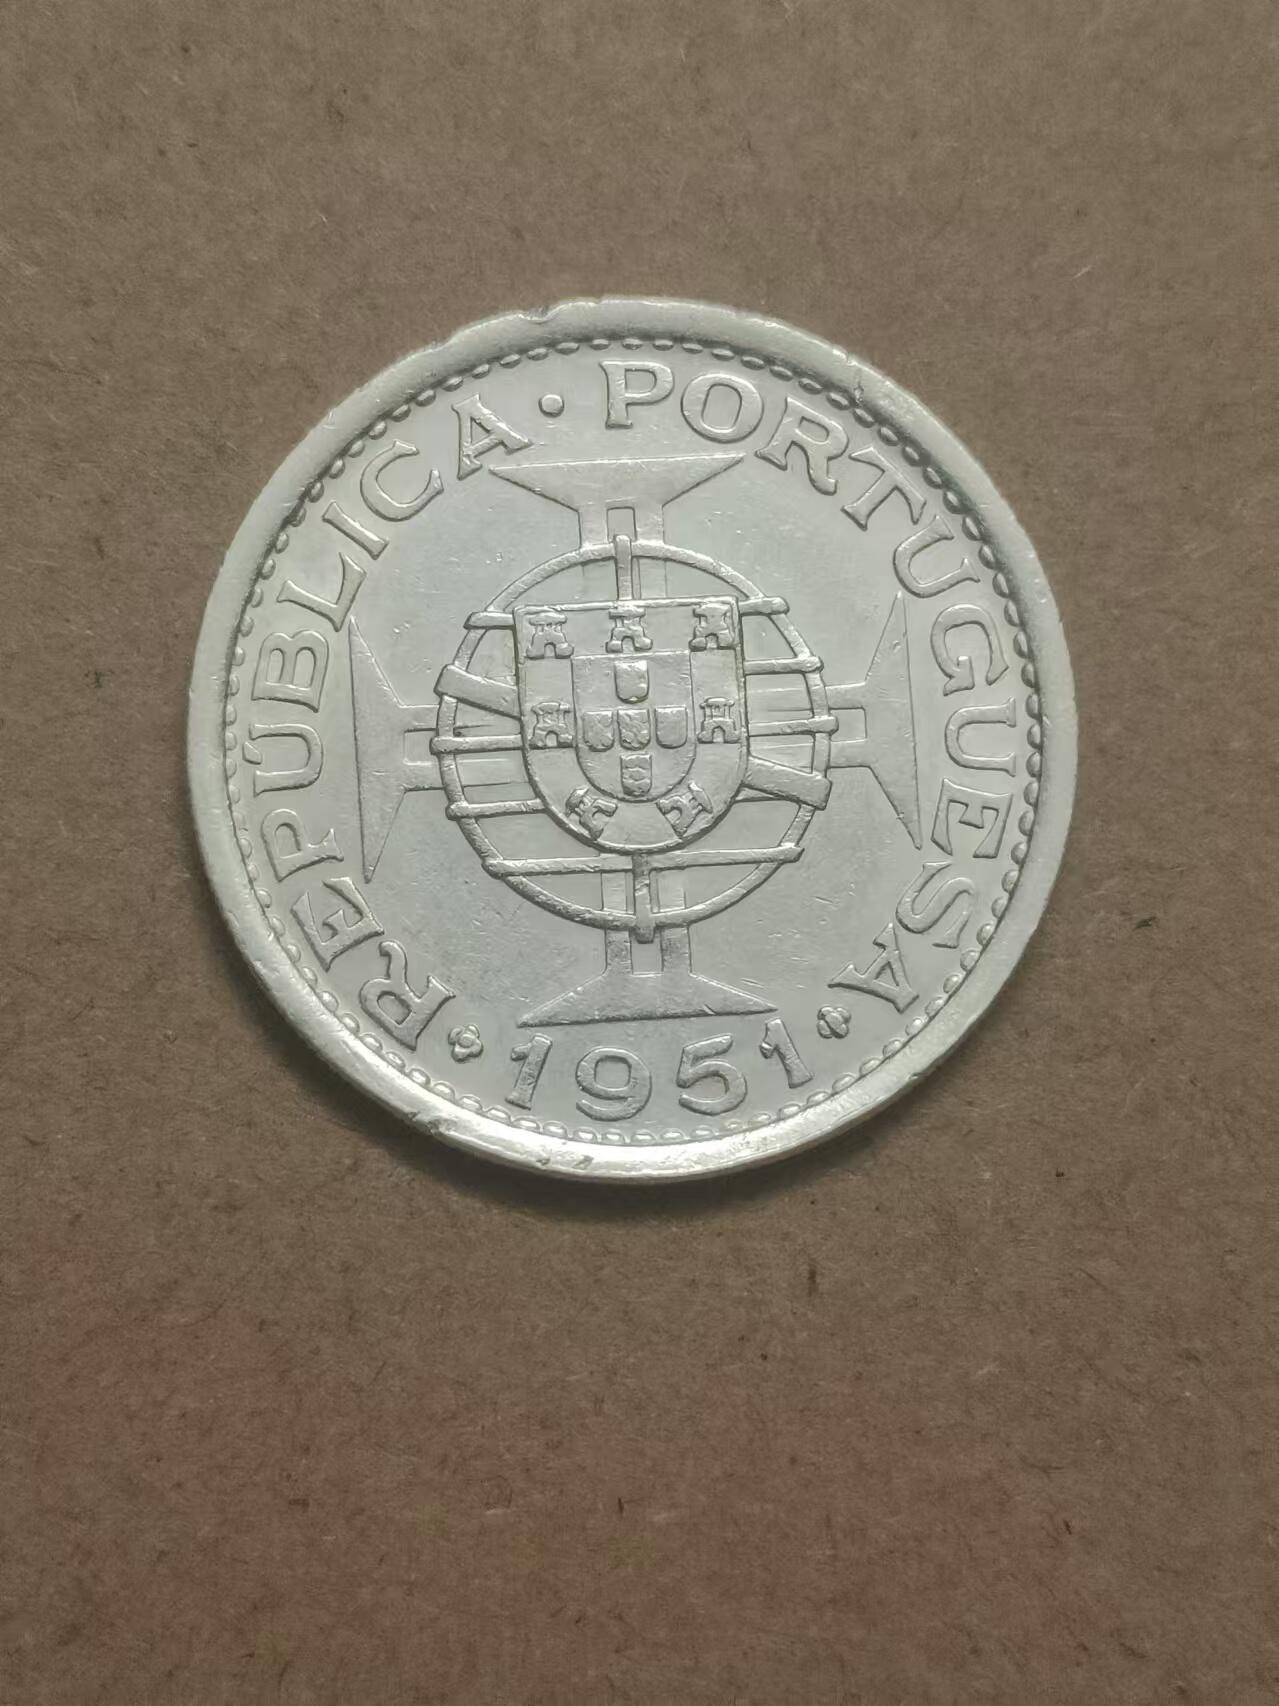 REPÚBLICA · PORTUGUESA
1951